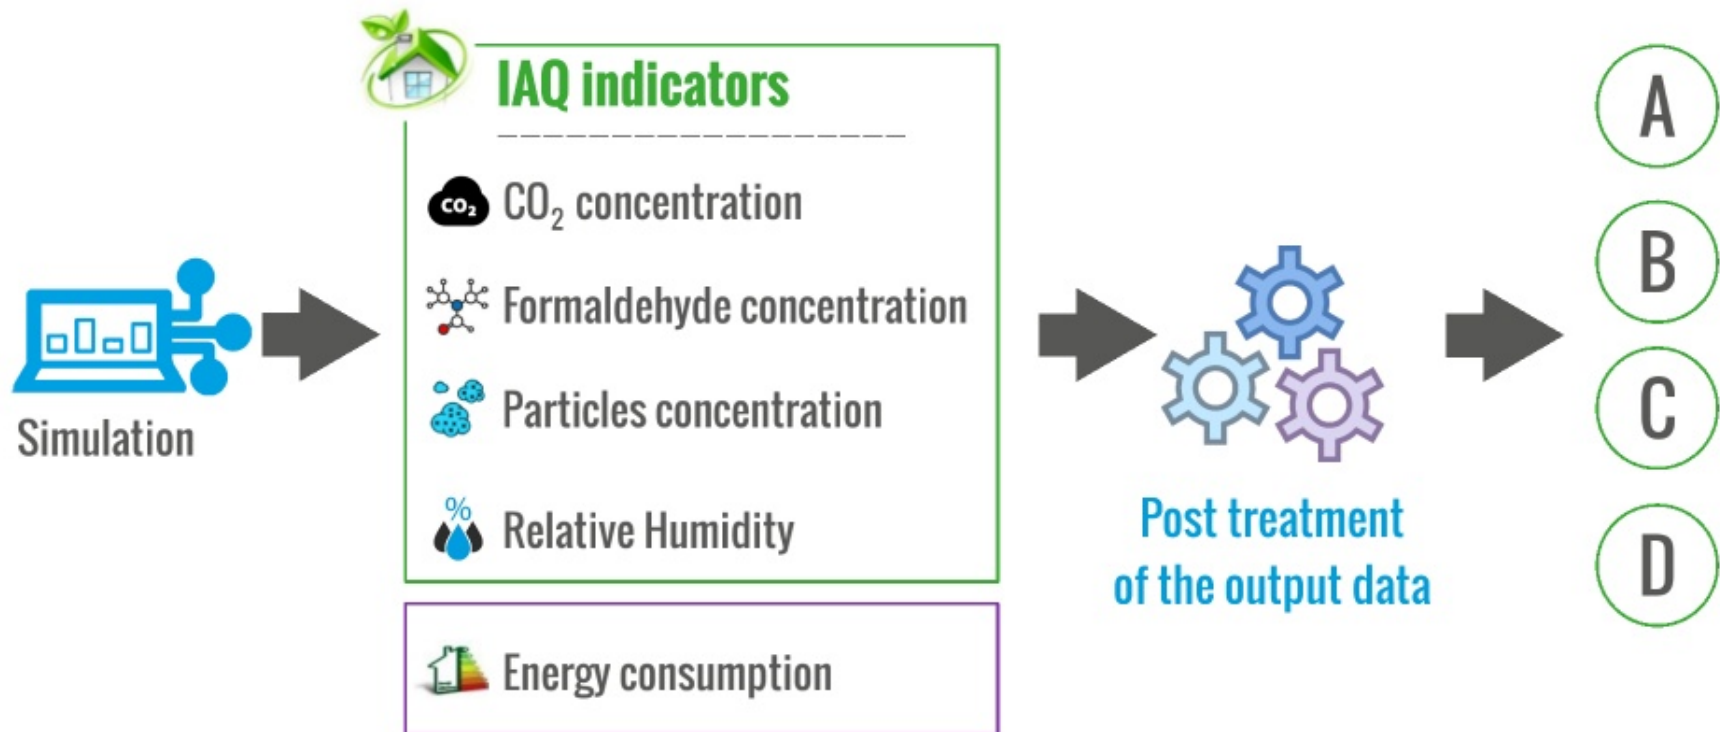 IAQ indicators
CO₂
CO₂ concentration
Formaldehyde concentration
Particles concentration
%
Relative Humidity
Energy consumption
Simulation
Post treatment
of the output data
A
B
C
D